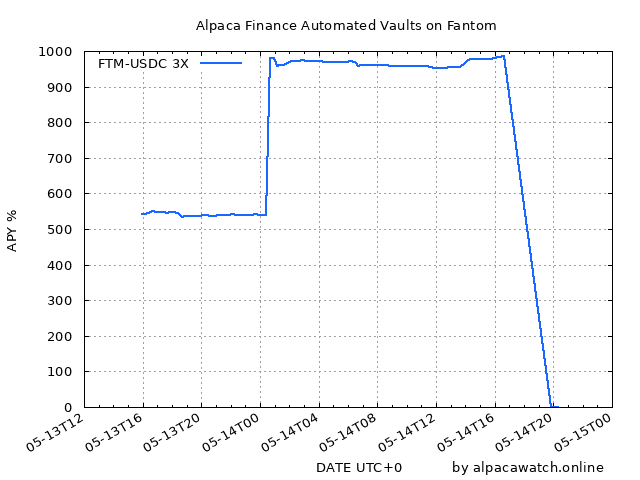 Alpaca Finance Automated Vaults on Fantom
FTM-USDC 3X
APY %
1000
900
800
700
600
500
400
300
200
100
0
05-13T12
05-13T16
05-13T20
05-14T00
05-14T04
05-14T08
05-14T12
05-14T16
05-14T20
05-15T00
DATE UTC+0
by alpacawatch.online